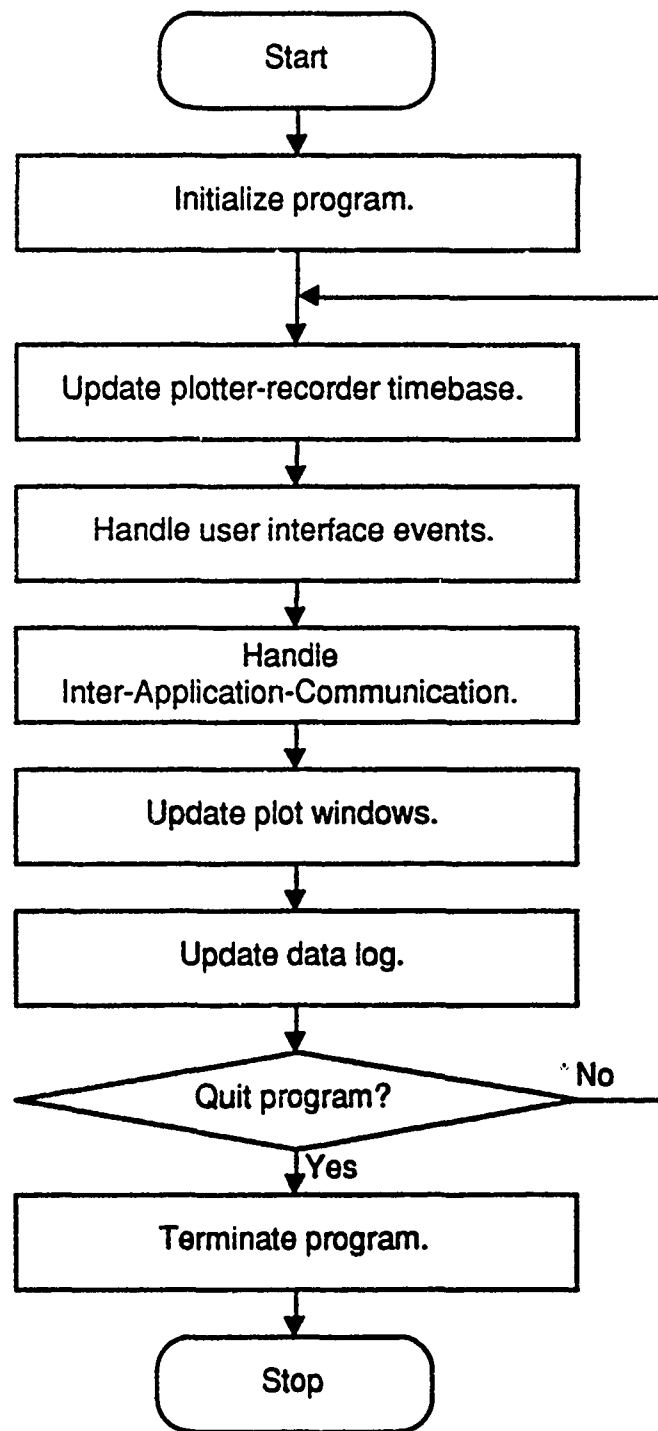 Start
Initialize program.
Update plotter-recorder timebase.
Handle user interface events.
Handle
Inter-Application-Communication.
Update plot windows.
Update data log.
Quit program?
No
Yes
Terminate program.
Stop